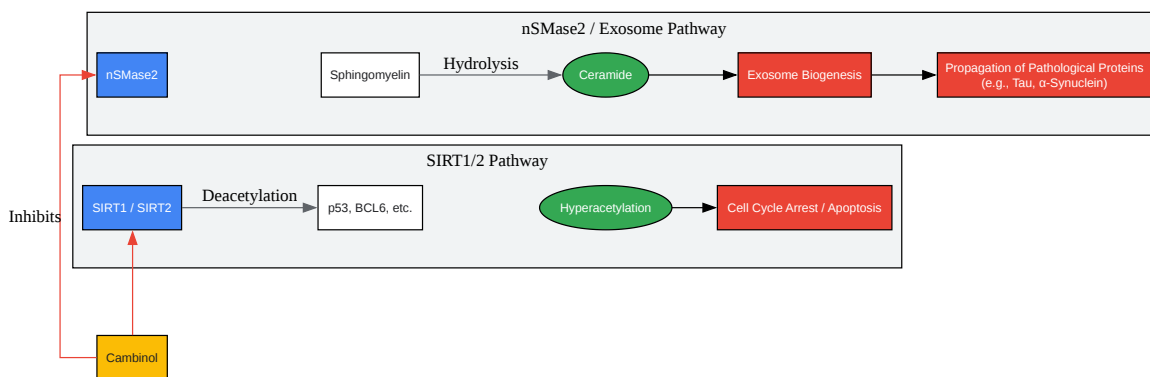 nSMase2 / Exosome Pathway
nSMase2
Sphingomyelin
Hydrolysis
Ceramide
Exosome Biogenesis
Propagation of Pathological Proteins
(e.g., Tau, α-Synuclein)
SIRT1/2 Pathway
SIRT1 / SIRT2
Deacetylation
p53, BCL6, etc.
Hyperacetylation
Cell Cycle Arrest / Apoptosis
Inhibits
Cambinol